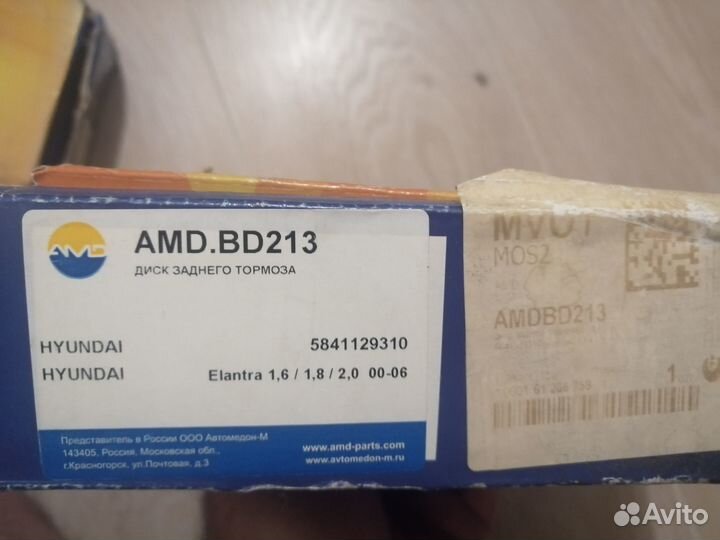 AMD
AMD.BD213
ДИСК ЗАДНЕГО ТОРМОЗА
HYUNDAI 5841129310
HYUNDAI Elantra 1,6 / 1,8 / 2,0 00-06
Представитель в России ООО Автомедон-М
143405, Россия, Московская обл.,
г.Красногорск, ул.Почтовая, д.3
www.amd-parts.com
www.avtomedon-m.ru
MOS2
AMDBD213
1
Avito